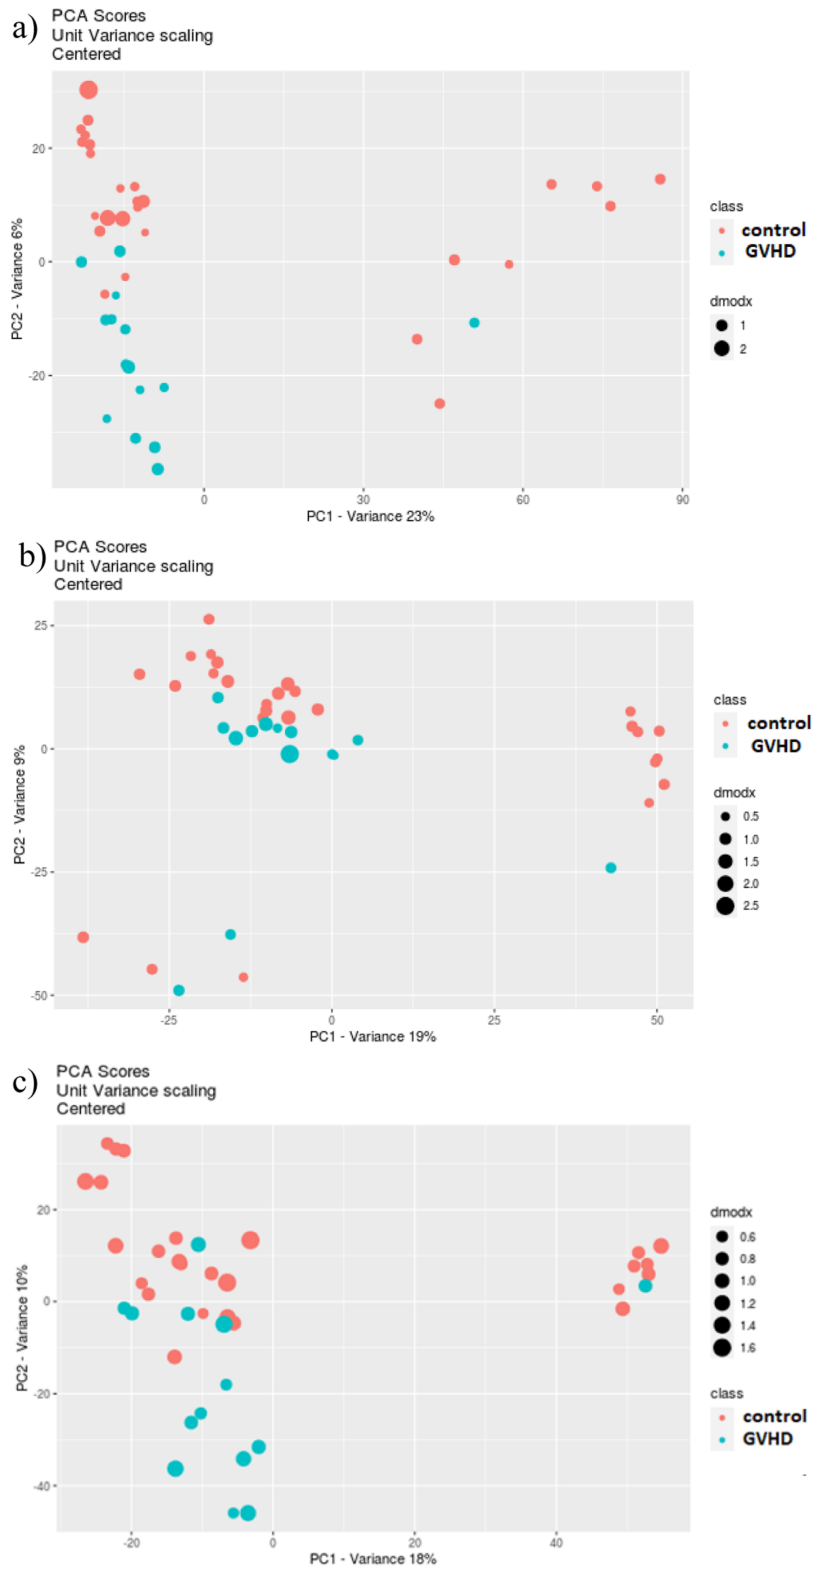 a)
PCA Scores
Unit Variance scaling
Centered
20
0
-20
PC2 - Variance 6%
0
30
60
90
PC1 - Variance 23%
class
control
GVHD
dmodx
1
2
b)
PCA Scores
Unit Variance scaling
Centered
25
0
-25
-50
PC2 - Variance 9%
-25
0
25
50
PC1 - Variance 19%
class
control
GVHD
dmodx
0.5
1.0
1.5
2.0
2.5
c)
PCA Scores
Unit Variance scaling
Centered
20
0
-20
-40
PC2 - Variance 10%
-20
0
20
40
PC1 - Variance 18%
dmodx
0.6
0.8
1.0
1.2
1.4
1.6
class
control
GVHD